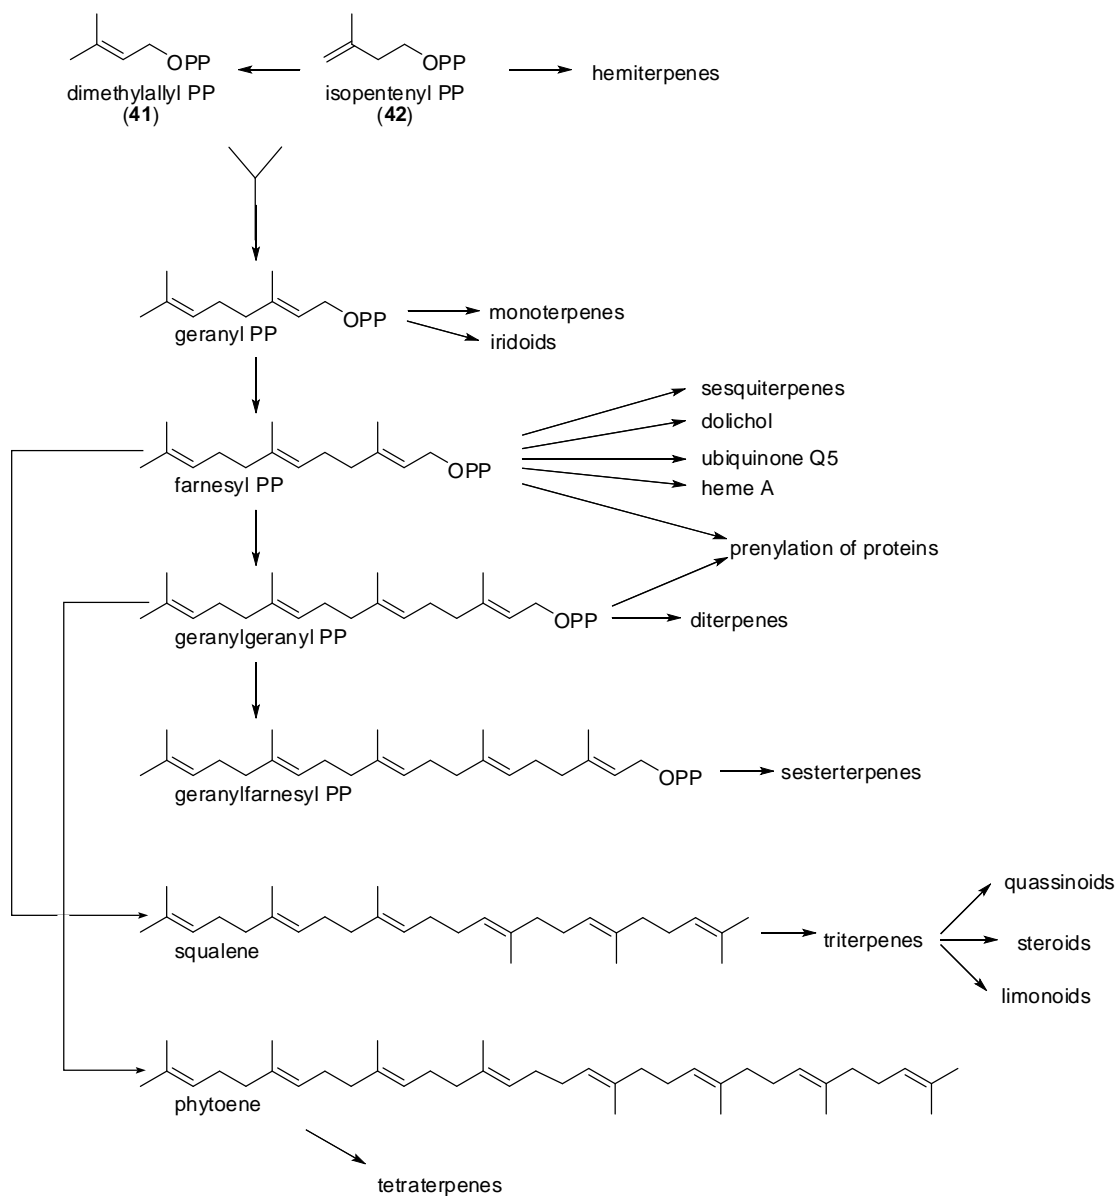 OPP
OPP
hemiterpenes
dimethylallyl PP
(41)
isopentenyl PP
(42)
OPP
geranyl PP
monoterpenes
iridoids
OPP
farnesyl PP
sesquiterpenes
dolichol
ubiquinone Q5
heme A
prenylation of proteins
OPP
geranylgeranyl PP
diterpenes
OPP
geranylfarnesyl PP
sesterterpenes
squalene
triterpenes
quassinoids
steroids
limonoids
phytoene
tetraterpenes